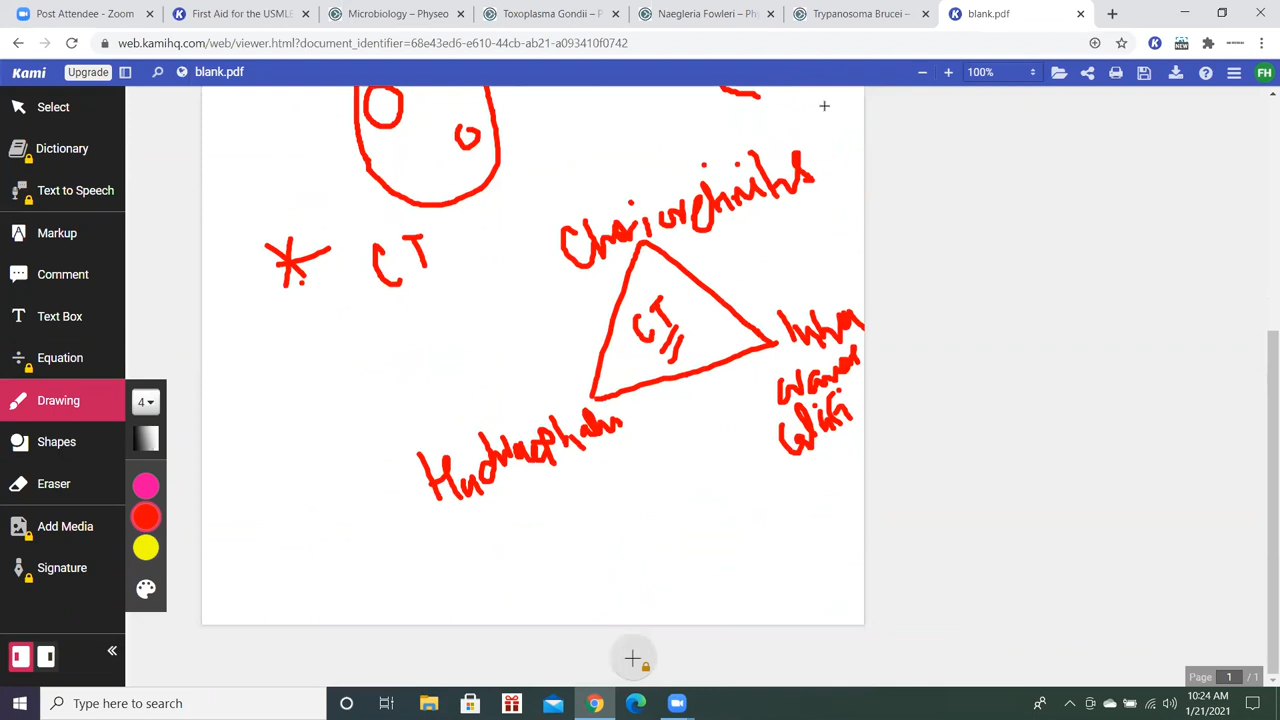 Post Attendee - Zoom
First Aid for the USMLE
Microbiology – Physeo
Toxoplasma Gondii – P
Naegleria Fowleri – Phy
Trypanosoma Brucei –
blank.pdf
web.kamihq.com/web/viewer.html?document_identifier=68e43ed6-e610-44cb-ab21-a093410f0742
Kami
Upgrade
blank.pdf
100%
FH
Select
Dictionary
Text to Speech
Markup
Comment
Text Box
Equation
Drawing
Shapes
Eraser
Add Media
Signature
4
Chorioretinitis
* CT
CT
Page 1 / 1
Type here to search
10:24 AM
1/21/2021